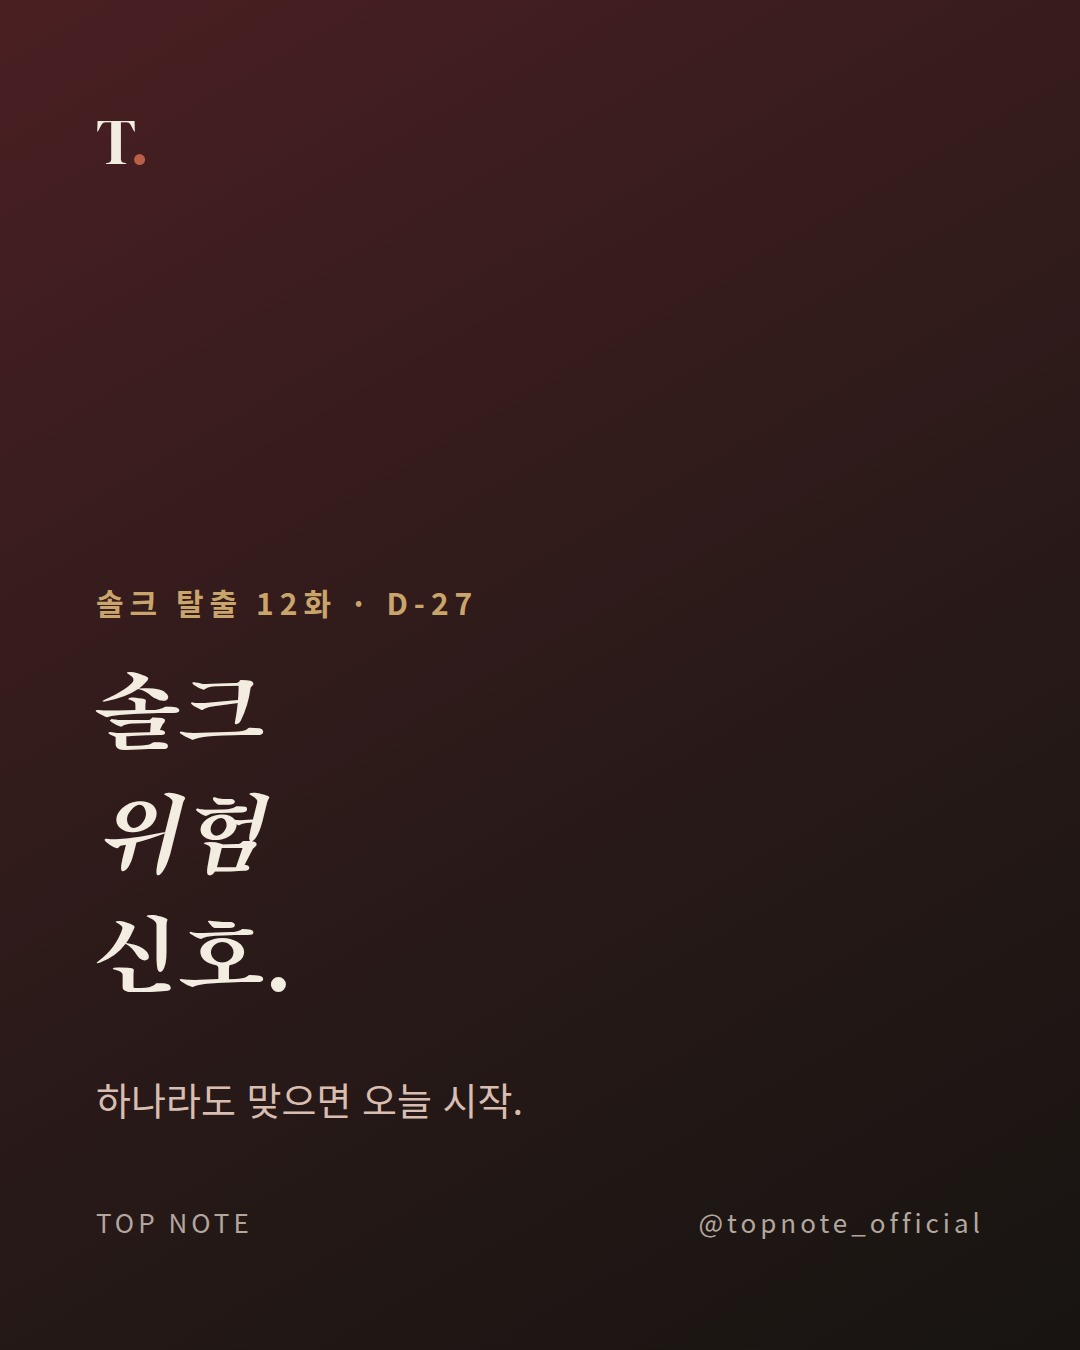 T.
솔크 탈출 12화 · D-27
솔크
위험
신호.
하나라도 맞으면 오늘 시작.
TOP NOTE
@topnote_official